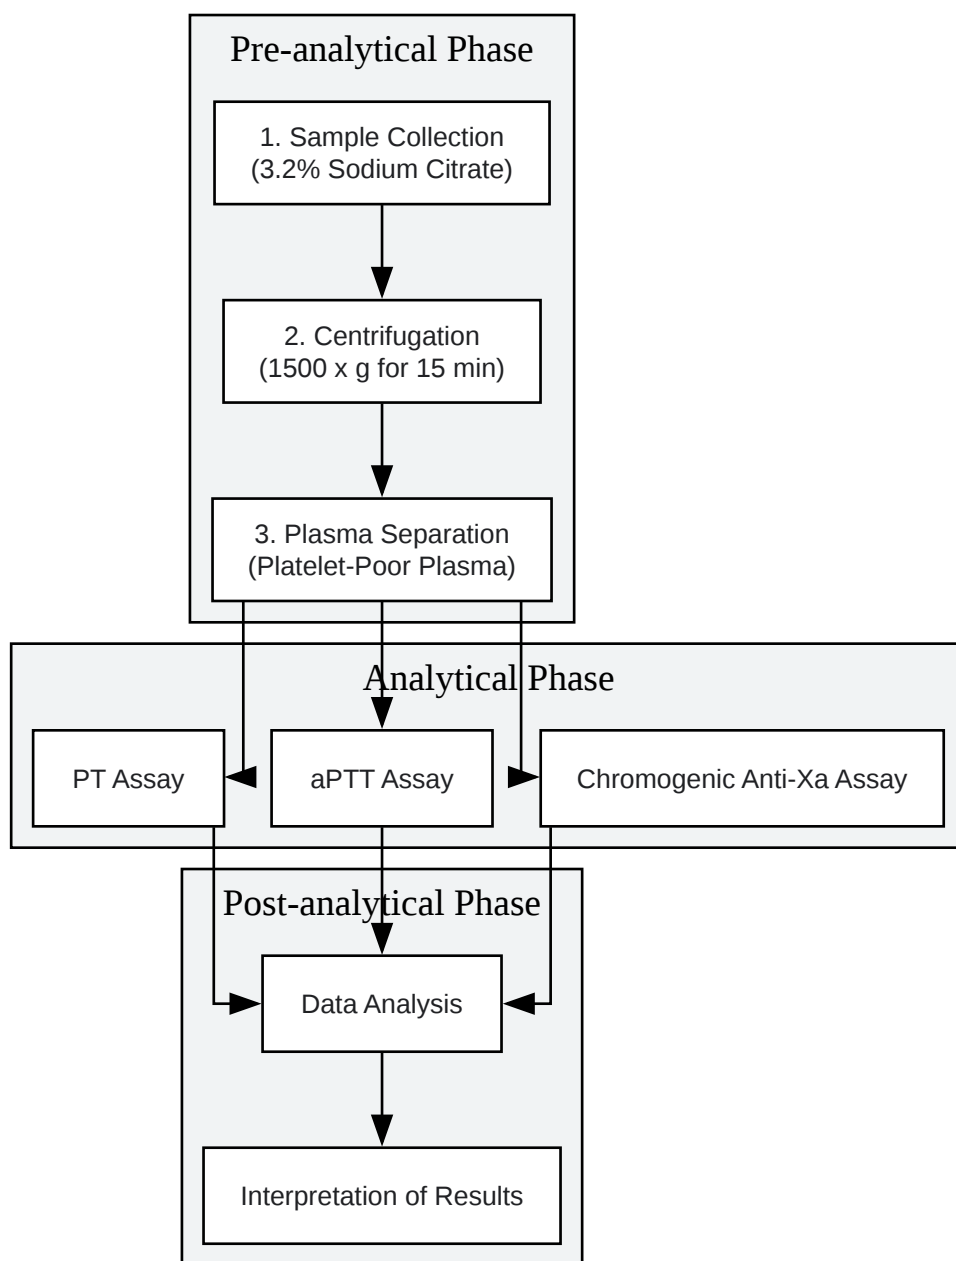 Pre-analytical Phase
1. Sample Collection
(3.2% Sodium Citrate)
2. Centrifugation
(1500 x g for 15 min)
3. Plasma Separation
(Platelet-Poor Plasma)
Analytical Phase
PT Assay
aPTT Assay
Chromogenic Anti-Xa Assay
Post-analytical Phase
Data Analysis
Interpretation of Results